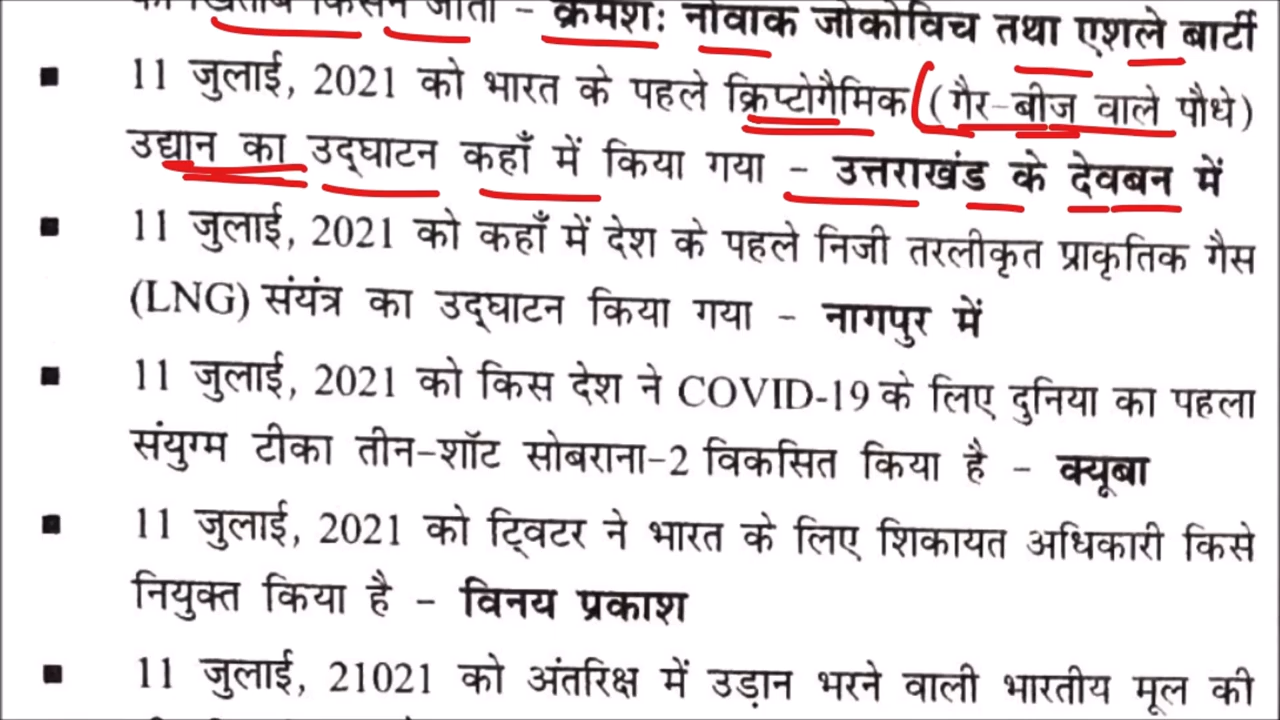 का खिताब किसने जीता – क्रमशः नोवाक जोकोविच तथा एशले बार्टी
■ 11 जुलाई, 2021 को भारत के पहले क्रिप्टोगैमिक (गैर-बीज वाले पौधे)
उद्यान का उद्घाटन कहाँ में किया गया – उत्तराखंड के देवबन में
■ 11 जुलाई, 2021 को कहाँ में देश के पहले निजी तरलीकृत प्राकृतिक गैस
(LNG) संयंत्र का उद्घाटन किया गया – नागपुर में
■ 11 जुलाई, 2021 को किस देश ने COVID-19 के लिए दुनिया का पहला
संयुग्म टीका तीन-शॉट सोबराना-2 विकसित किया है – क्यूबा
■ 11 जुलाई, 2021 को ट्विटर ने भारत के लिए शिकायत अधिकारी किसे
नियुक्त किया है – विनय प्रकाश
■ 11 जुलाई, 21021 को अंतरिक्ष में उड़ान भरने वाली भारतीय मूल की